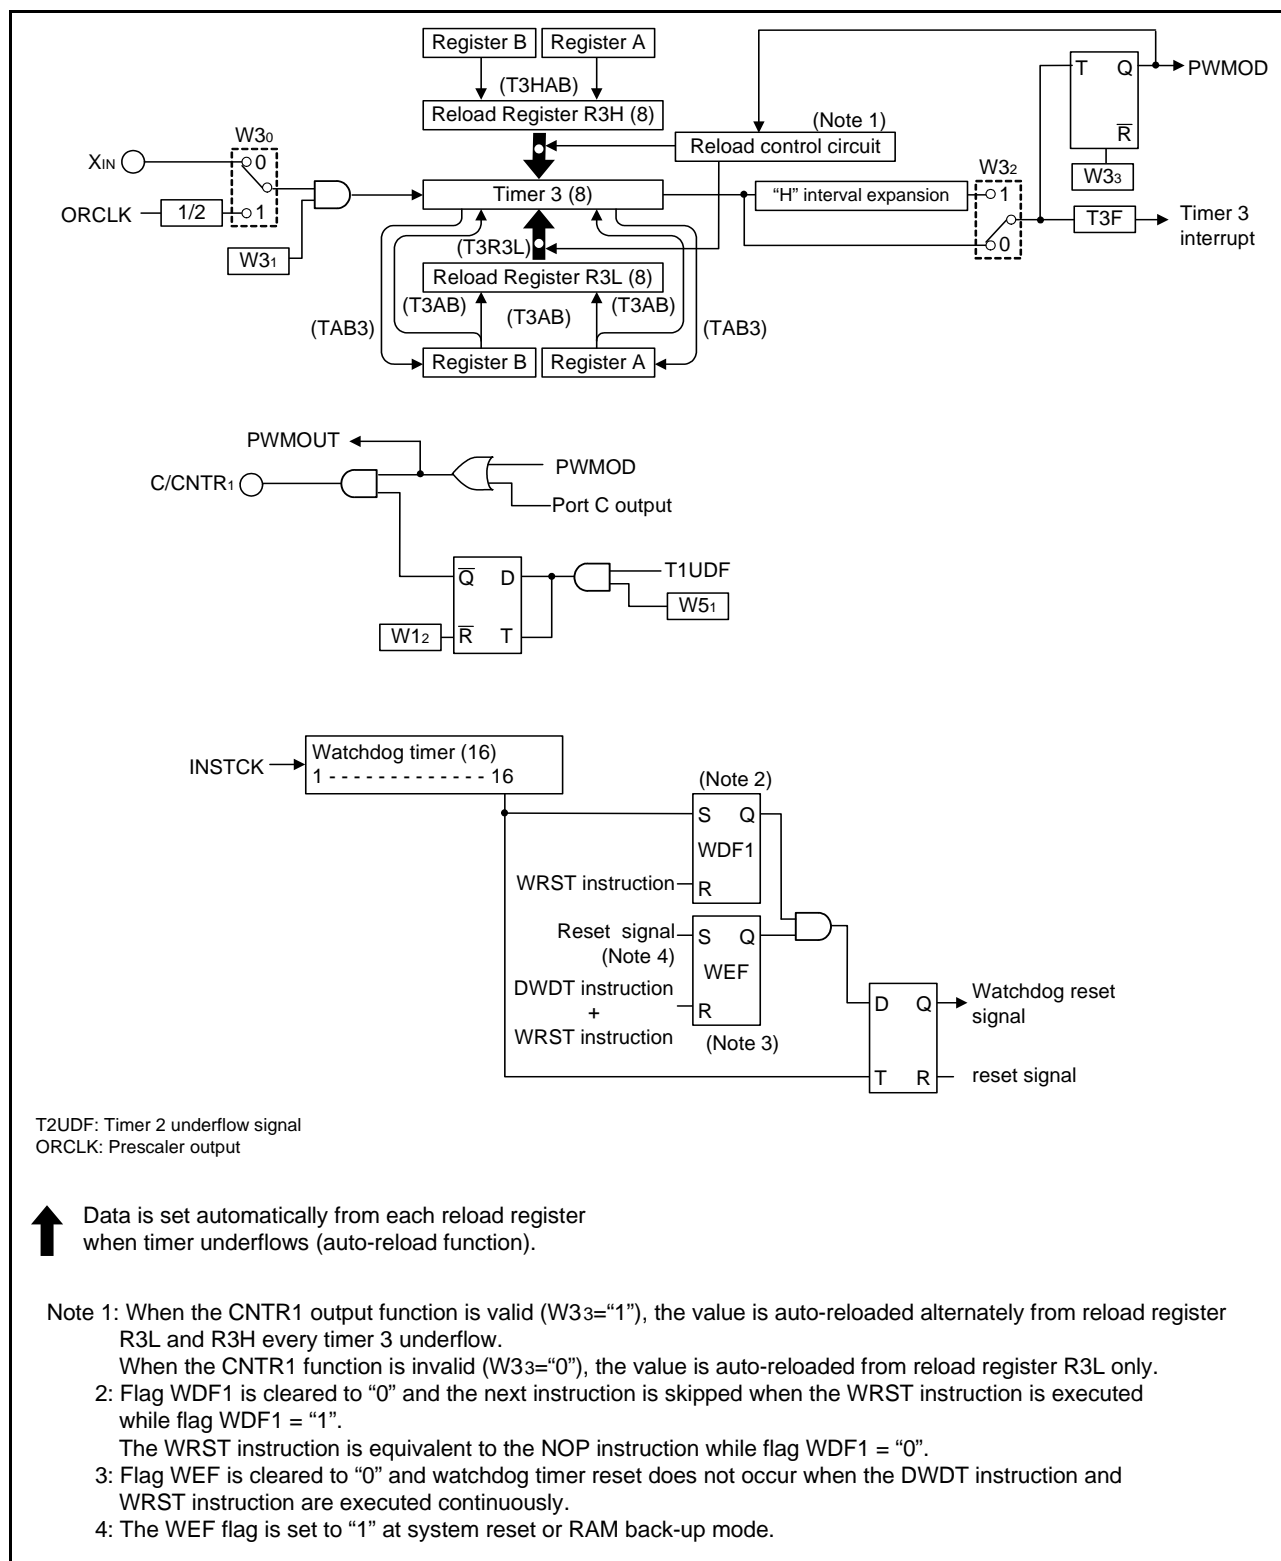 Register B
Register A
(T3HAB)
Reload Register R3H (8)
(Note 1)
Reload control circuit
T Q
R
PWMOD
W33
W30
XIN
0
ORCLK
1/2
1
W31
Timer 3 (8)
"H" interval expansion
W32
1
0
T3F
Timer 3
interrupt
(T3R3L)
Reload Register R3L (8)
(T3AB)
(T3AB)
(T3AB)
(TAB3)
(TAB3)
Register B
Register A
PWMOUT
PWMOD
C/CNTR1
Port C output
Q D
R T
T1UDF
W51
W12
INSTCK
Watchdog timer (16)
1 - - - - - - - - - - - - - 16
(Note 2)
S Q
WDF1
R
WRST instruction
Reset signal
(Note 4)
S Q
WEF
R
DWDT instruction
+
WRST instruction
(Note 3)
D Q
T R
Watchdog reset
signal
reset signal
T2UDF: Timer 2 underflow signal
ORCLK: Prescaler output
Data is set automatically from each reload register
when timer underflows (auto-reload function).
Note 1: When the CNTR1 output function is valid (W33=“1”), the value is auto-reloaded alternately from reload register
R3L and R3H every timer 3 underflow.
When the CNTR1 function is invalid (W33=“0”), the value is auto-reloaded from reload register R3L only.
2: Flag WDF1 is cleared to “0” and the next instruction is skipped when the WRST instruction is executed
while flag WDF1 = “1”.
The WRST instruction is equivalent to the NOP instruction while flag WDF1 = “0”.
3: Flag WEF is cleared to “0” and watchdog timer reset does not occur when the DWDT instruction and
WRST instruction are executed continuously.
4: The WEF flag is set to “1” at system reset or RAM back-up mode.